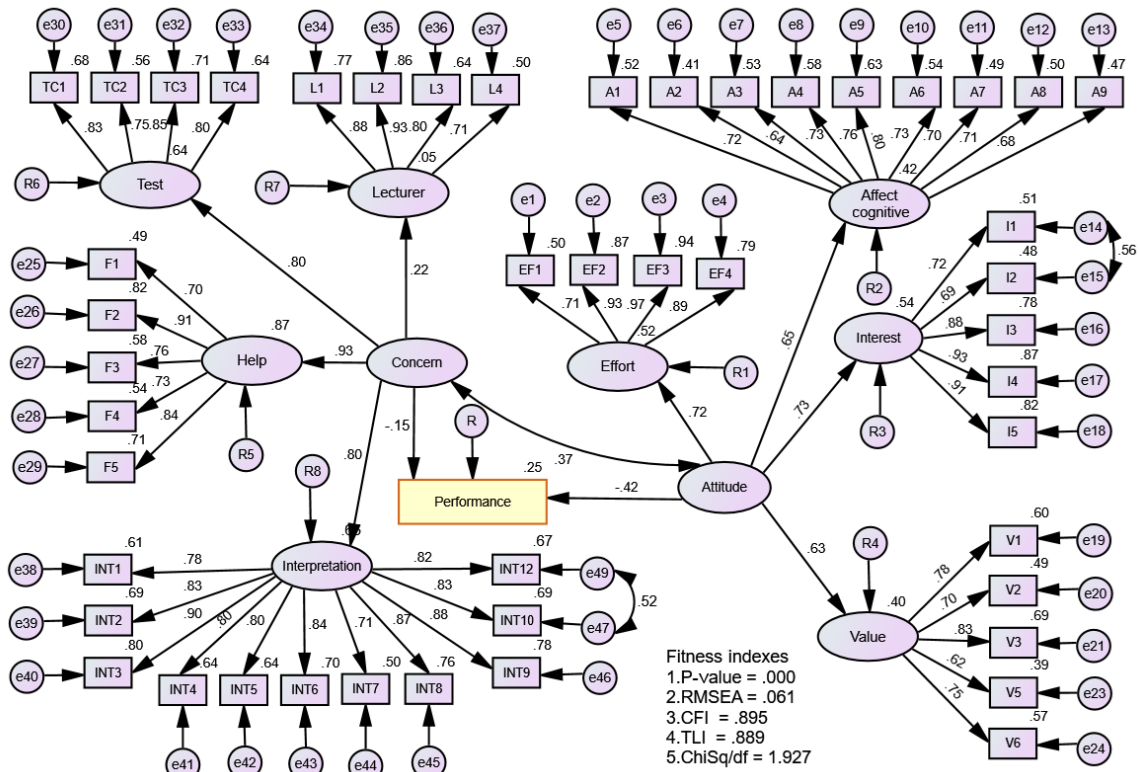 e30 e31 e32 e33 e34 e35 e36 e37 e5 e6 e7 e8 e9 e10 e11 e12 e13
.68 .56 .71 .64 .77 .86 .64 .50 .52 .41 .53 .58 .63 .54 .49 .50 .47
TC1 TC2 TC3 TC4 L1 L2 L3 L4 A1 A2 A3 A4 A5 A6 A7 A8 A9
.83 .75 .85 .80 .88 .93 .80 .71 .72 .64 .73 .76 .80 .73 .70 .71 .68
.64 .05 .42
R6 Test R7 Lecturer Affect
cognitive
e1 e2 e3 e4
.50 .87 .94 .79
EF1 EF2 EF3 EF4
.71 .93 .97 .89
.52
Effort R1
R2
.51
I1 e14
.48 .56
I2 e15
.78
I3 e16
.87
I4 e17
.82
I5 e18
.72 .69 .88 .93 .91
.54
Interest
R3
.80 .22
.49
e25 F1
.82
e26 F2
.58
e27 F3
.54
e28 F4
.71
e29 F5
.70 .91 .76 .73 .84
.87
Help .93 Concern
R5
-.15 R
.80 .37
.65 .73 .72
.25
Performance -.42 Attitude
.63
R8
Interpretation
.61
e38 INT1 .78
.69
e39 INT2 .83
.80
e40 INT3 .90
.80 .80 .80 .84 .71 .87 .88 .83 .82
.67
INT12 e49
.69 .52
INT10 e47
.78
INT9 e46
.64 .64 .70 .50 .76
INT4 INT5 INT6 INT7 INT8
e41 e42 e43 e44 e45
R4
.40
Value
.60
V1 e19
.49
V2 e20
.69
V3 e21
.39
V5 e23
.57
V6 e24
.78 .70 .83 .62 .75
Fitness indexes
1.P-value = .000
2.RMSEA = .061
3.CFI = .895
4.TLI = .889
5.ChiSq/df = 1.927